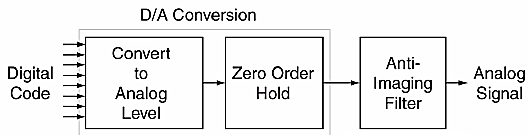 D/A Conversion
Digital
Code
Convert
to
Analog
Level
Zero Order
Hold
Anti-
Imaging
Filter
Analog
Signal